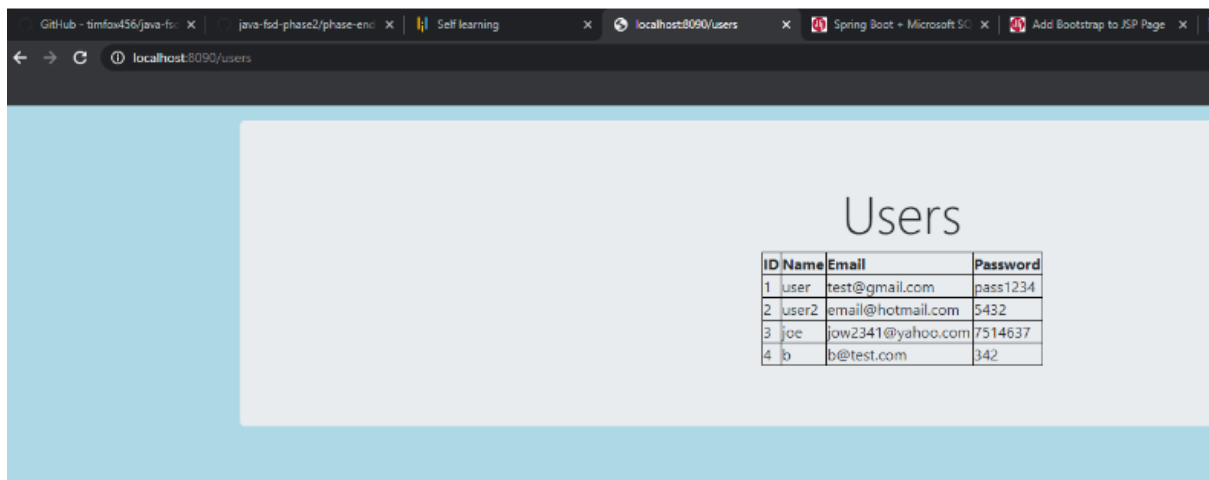 GitHub - timfox456/java-fsc java-fsd-phase2/phase-end Self learning localhost:8090/users Spring Boot + Microsoft SC Add Bootstrap to JSP Page
localhost:8090/users
Users
ID Name Email Password
1 user test@gmail.com pass1234
2 user2 email@hotmail.com 5432
3 joe jow2341@yahoo.com 7514637
4 b b@test.com 342